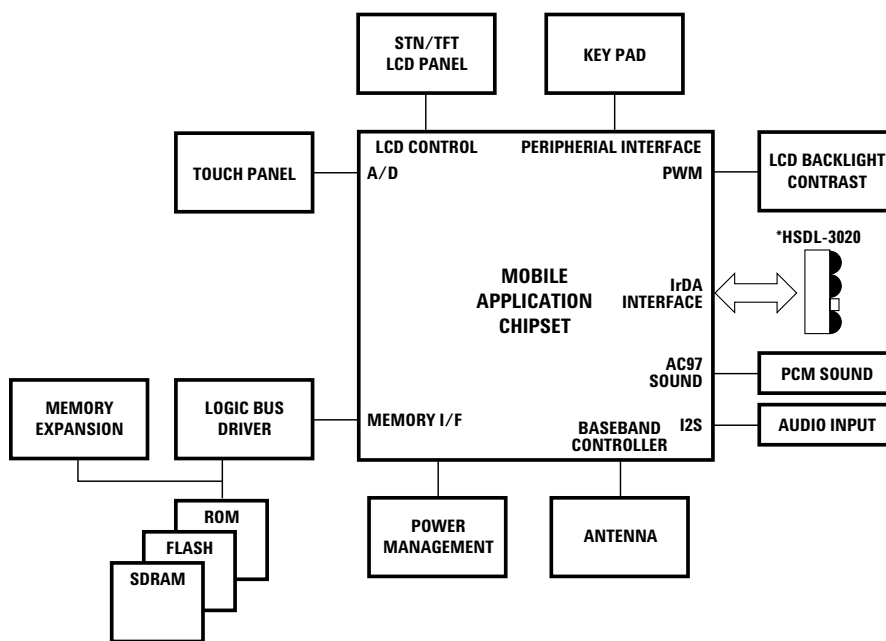 STN/TFT
LCD PANEL
KEY PAD
LCD CONTROL
PERIPHERIAL INTERFACE
TOUCH PANEL
A/D
PWM
LCD BACKLIGHT
CONTRAST
*HSDL-3020
MOBILE
APPLICATION
CHIPSET
IrDA
INTERFACE
AC97
SOUND
PCM SOUND
MEMORY
EXPANSION
LOGIC BUS
DRIVER
MEMORY I/F
BASEBAND
CONTROLLER
I2S
AUDIO INPUT
POWER
MANAGEMENT
ANTENNA
ROM
FLASH
SDRAM